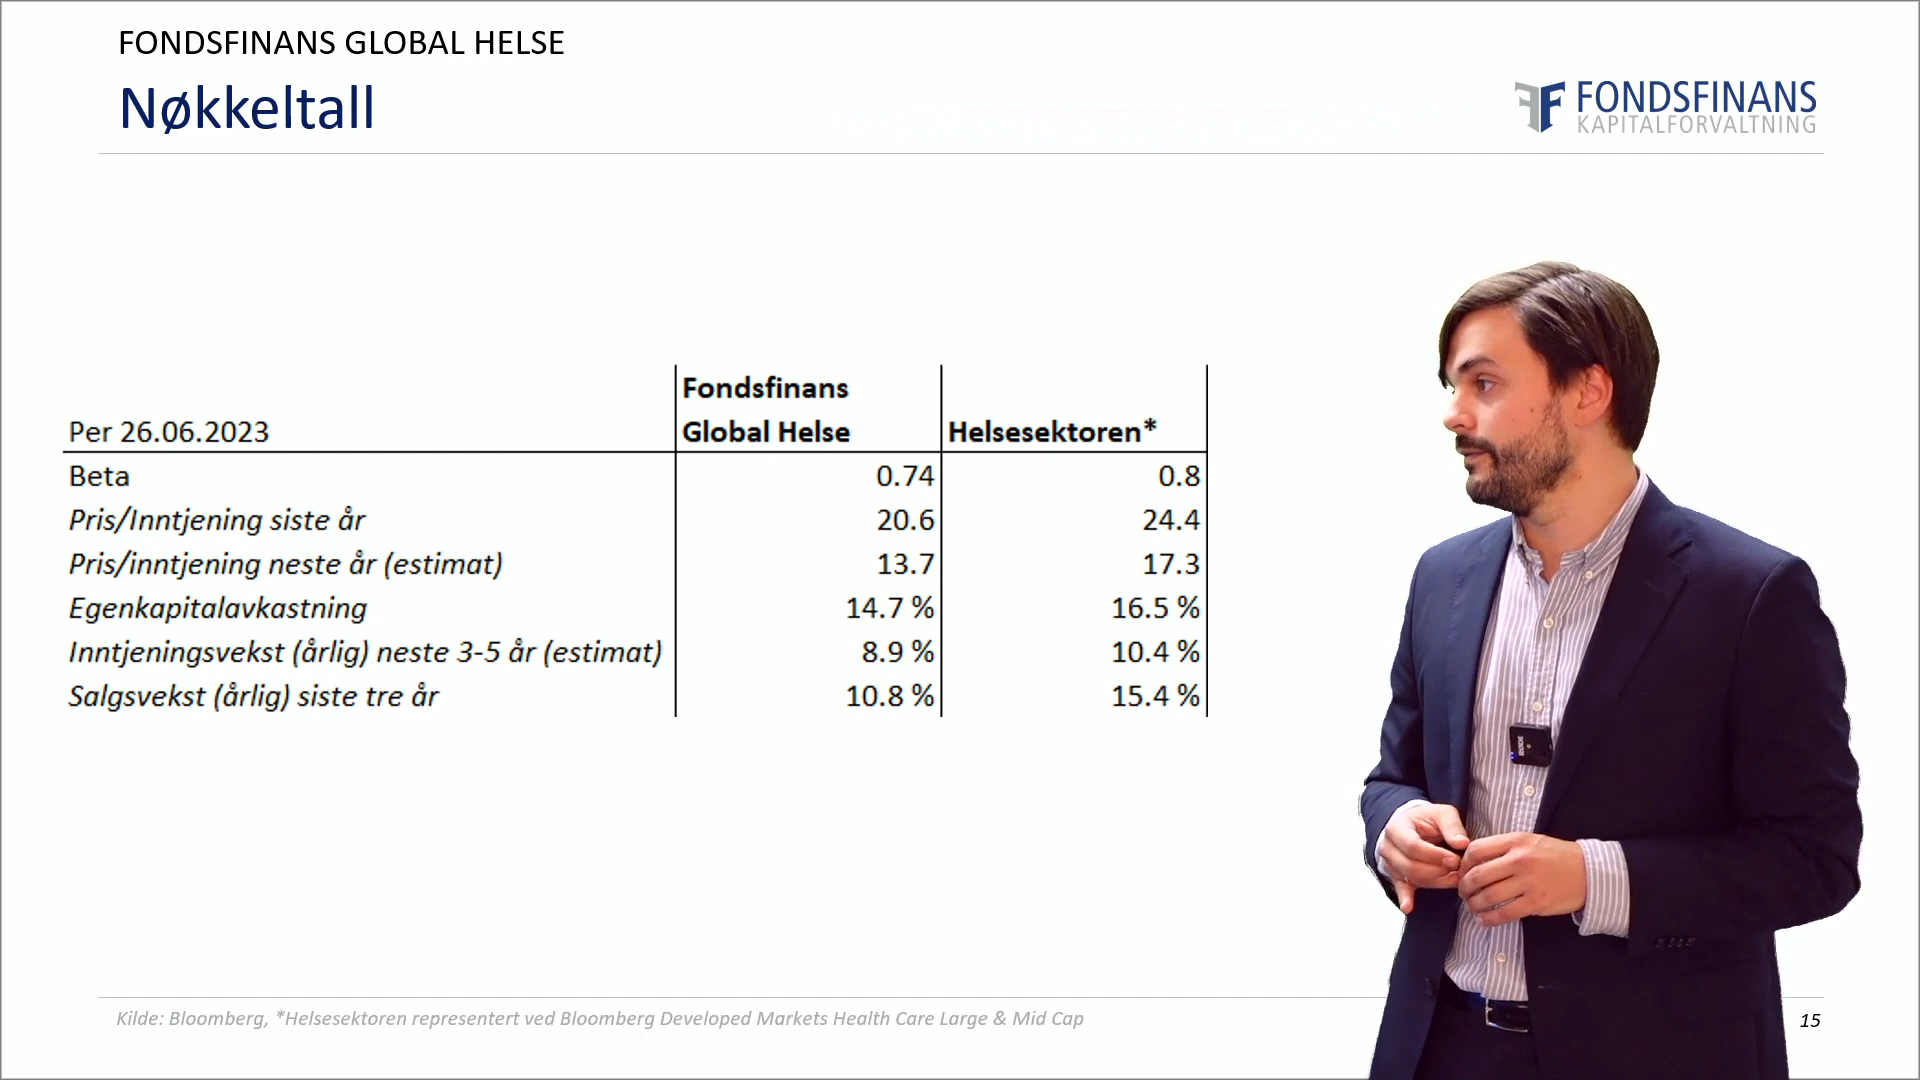 FONDSFINANS GLOBAL HELSE
Nøkkeltall
FONDSFINANS
KAPITALFORVALTNING
Fondsfinans
Per 26.06.2023 Global Helse Helsesektoren*
Beta 0.74 0.8
Pris/Inntjening siste år 20.6 24.4
Pris/inntjening neste år (estimat) 13.7 17.3
Egenkapitalavkastning 14.7 % 16.5 %
Inntjeningsvekst (årlig) neste 3-5 år (estimat) 8.9 % 10.4 %
Salgsvekst (årlig) siste tre år 10.8 % 15.4 %
RØDE
Kilde: Bloomberg, *Helsesektoren representert ved Bloomberg Developed Markets Health Care Large & Mid Cap
15